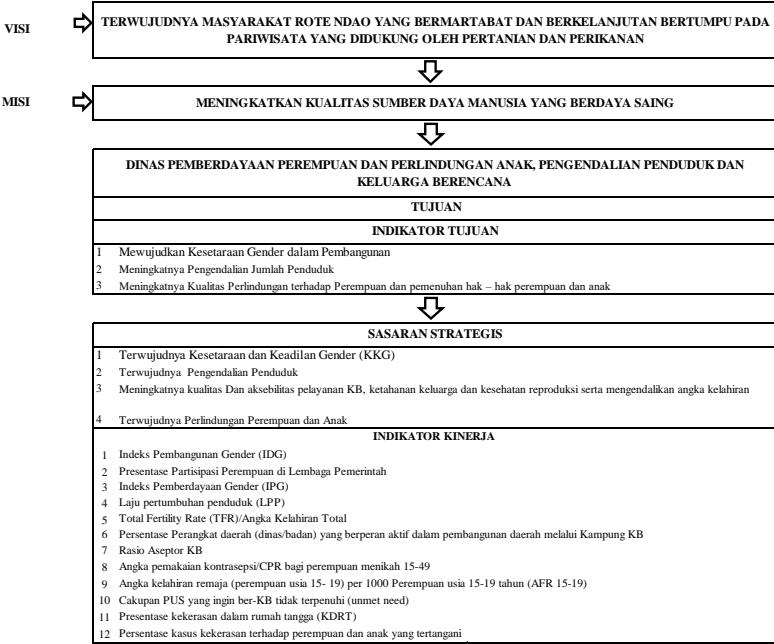 VISI
TERWUJUDNYA MASYARAKAT ROTE NDAO YANG BERMARTABAT DAN BERKELANJUTAN BERTUMPU PADA
PARIWISATA YANG DIDUKUNG OLEH PERTANIAN DAN PERIKANAN
MISI
MENINGKATKAN KUALITAS SUMBER DAYA MANUSIA YANG BERDAYA SAING
DINAS PEMBERDAYAAN PEREMPUAN DAN PERLINDUNGAN ANAK, PENGENDALIAN PENDUDUK DAN
KELUARGA BERENCANA
TUJUAN
INDIKATOR TUJUAN
1 Mewujudkan Kesetaraan Gender dalam Pembangunan
2 Meningkatnya Pengendalian Jumlah Penduduk
3 Meningkatnya Kualitas Perlindungan terhadap Perempuan dan pemenuhan hak – hak perempuan dan anak
SASARAN STRATEGIS
1 Terwujudnya Kesetaraan dan Keadilan Gender (KKG)
2 Terwujudnya Pengendalian Penduduk
3 Meningkatnya kualitas Dan aksebilitas pelayanan KB, ketahanan keluarga dan kesehatan reproduksi serta mengendalikan angka kelahiran
4 Terwujudnya Perlindungan Perempuan dan Anak
INDIKATOR KINERJA
1 Indeks Pembangunan Gender (IDG)
2 Presentase Partisipasi Perempuan di Lembaga Pemerintah
3 Indeks Pemberdayaan Gender (IPG)
4 Laju pertumbuhan penduduk (LPP)
5 Total Fertility Rate (TFR)/Angka Kelahiran Total
6 Persentase Perangkat daerah (dinas/badan) yang berperan aktif dalam pembangunan daerah melalui Kampung KB
7 Rasio Aseptor KB
8 Angka pemakaian kontrasepsi/CPR bagi perempuan menikah 15-49
9 Angka kelahiran remaja (perempuan usia 15- 19) per 1000 Perempuan usia 15-19 tahun (AFR 15-19)
10 Cakupan PUS yang ingin ber-KB tidak terpenuhi (unmet need)
11 Presentase kekerasan dalam rumah tangga (KDRT)
12 Persentase kasus kekerasan terhadap perempuan dan anak yang tertangani